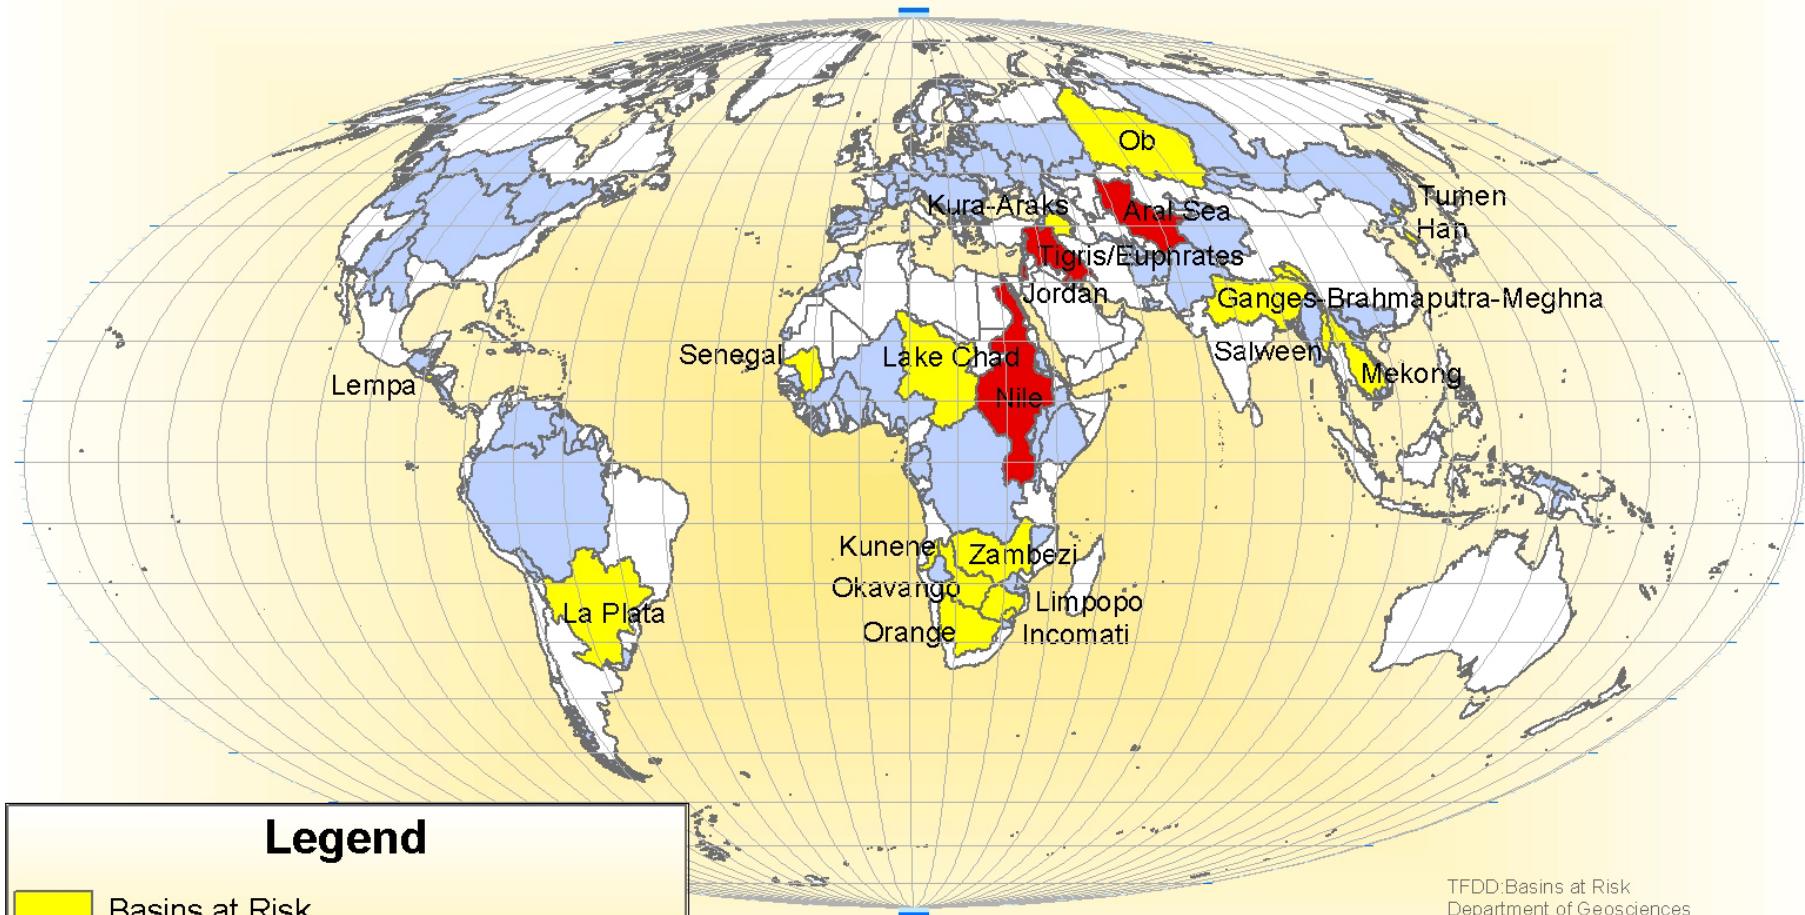 Ob
Tumen
Kura-Araks
Aral Sea
Han
Tigris/Euphrates
Jordan
Ganges-Brahmaputra-Meghna
Senegal
Lake Chad
Salween
Lempa
Mekong
Nile
Kunene
Zambezi
Okavango
Limpopo
La Plata
Orange
Incomati
Legend
Basins at Risk
TFDD:Basins at Risk
Department of Geosciences